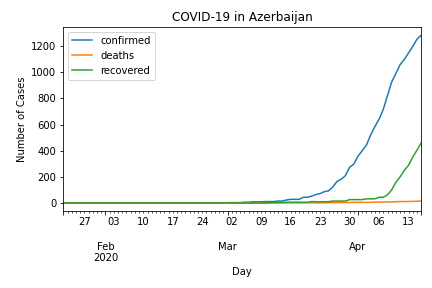 COVID-19 in Azerbaijan
confirmed
deaths
recovered
Number of Cases
1200
1000
800
600
400
200
0
27 03 10 17 24 02 09 16 23 30 06 13
Feb Mar Apr
2020
Day